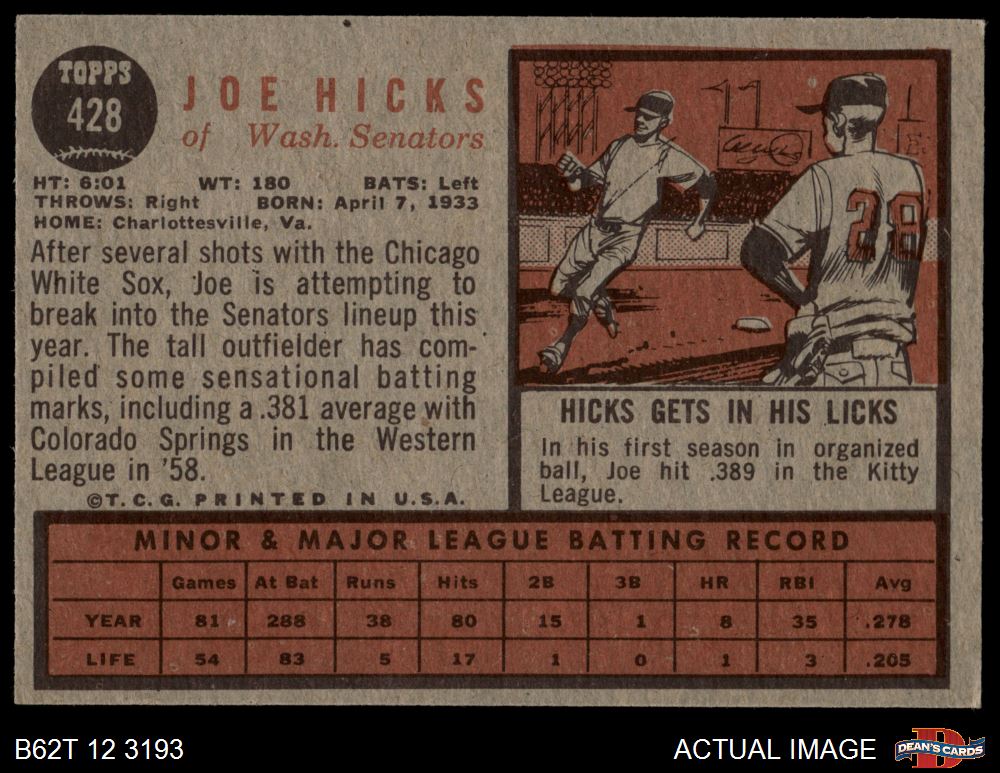 TOPPS
428
JOE HICKS
of Wash. Senators
HT: 6:01 WT: 180 BATS: Left
THROWS: Right BORN: April 7, 1933
HOME: Charlottesville, Va.
After several shots with the Chicago
White Sox, Joe is attempting to
break into the Senators lineup this
year. The tall outfielder has com-
piled some sensational batting
marks, including a .381 average with
Colorado Springs in the Western
League in '58.
©T.C.G. PRINTED IN U.S.A.
28
HICKS GETS IN HIS LICKS
In his first season in organized
ball, Joe hit .389 in the Kitty
League.
MINOR & MAJOR LEAGUE BATTING RECORD
Games At Bat Runs Hits 2B 3B HR RBI Avg
YEAR 81 288 38 80 15 1 8 35 .278
LIFE 54 83 5 17 1 0 1 3 .205
B62T 12 3193
ACTUAL IMAGE
DEAN'S CARDS